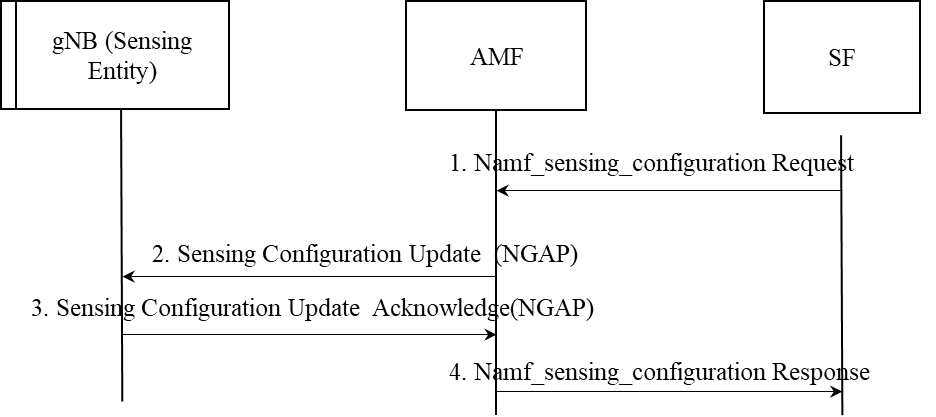 gNB (Sensing
Entity)
AMF
SF
1. Namf_sensing_configuration Request
2. Sensing Configuration Update  (NGAP)
3. Sensing Configuration Update  Acknowledge(NGAP)
4. Namf_sensing_configuration Response